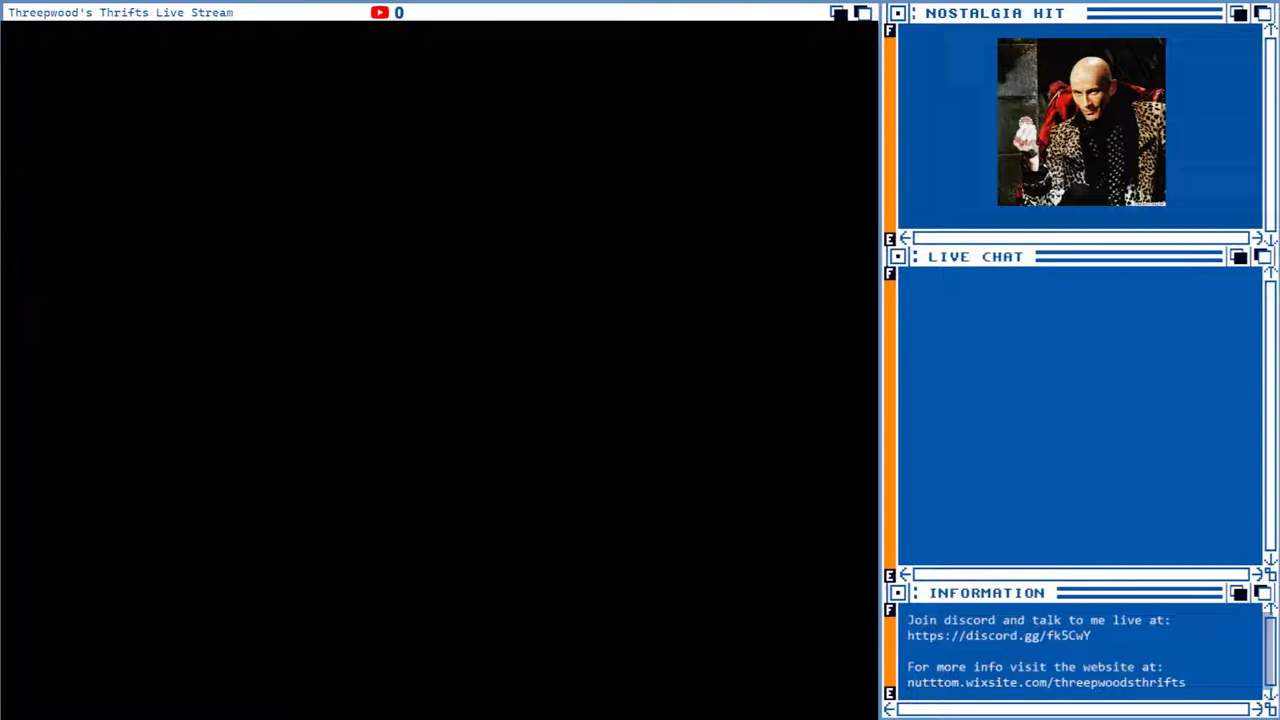 Threepwood's Thrifts Live Stream
0
NOSTALGIA HIT
F
E
LIVE CHAT
F
E
INFORMATION
F
Join discord and talk to me live at:
https://discord.gg/fk5CwY
For more info visit the website at:
nutttom.wixsite.com/threepwoodsthrifts
E